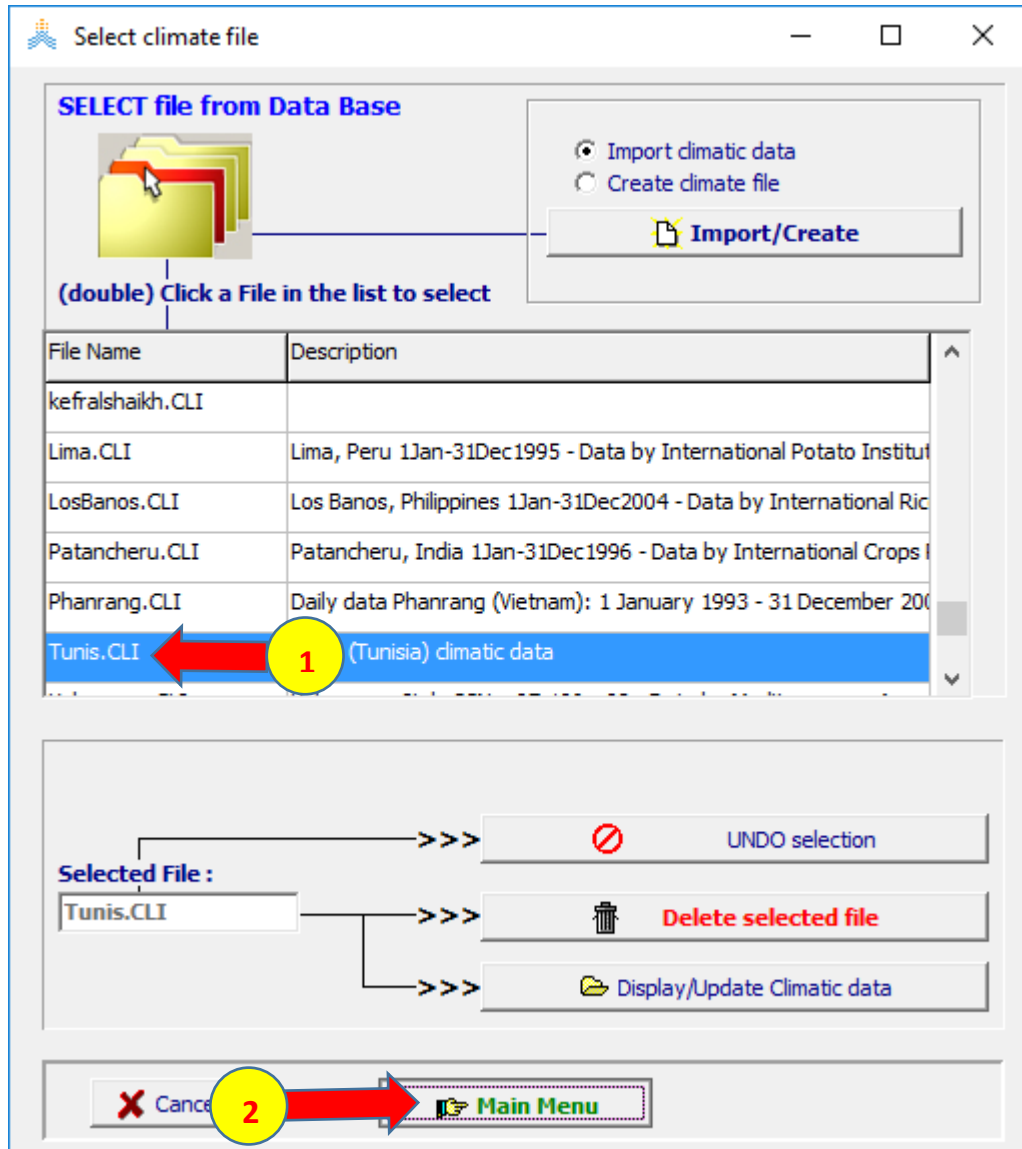 Select climate file
SELECT file from Data Base
Import climatic data
Create climate file
Import/Create
(double) Click a File in the list to select
File Name Description
kefralshaikh.CLI
Lima.CLI Lima, Peru 1Jan-31Dec1995 - Data by International Potato Institut
LosBanos.CLI Los Banos, Philippines 1Jan-31Dec2004 - Data by International Ric
Patancheru.CLI Patancheru, India 1Jan-31Dec1996 - Data by International Crops
Phanrang.CLI Daily data Phanrang (Vietnam): 1 January 1993 - 31 December 200
Tunis.CLI 1 (Tunisia) climatic data
>>> UNDO selection
Selected File :
Tunis.CLI >>> Delete selected file
>>> Display/Update Climatic data
Cance 2 Main Menu